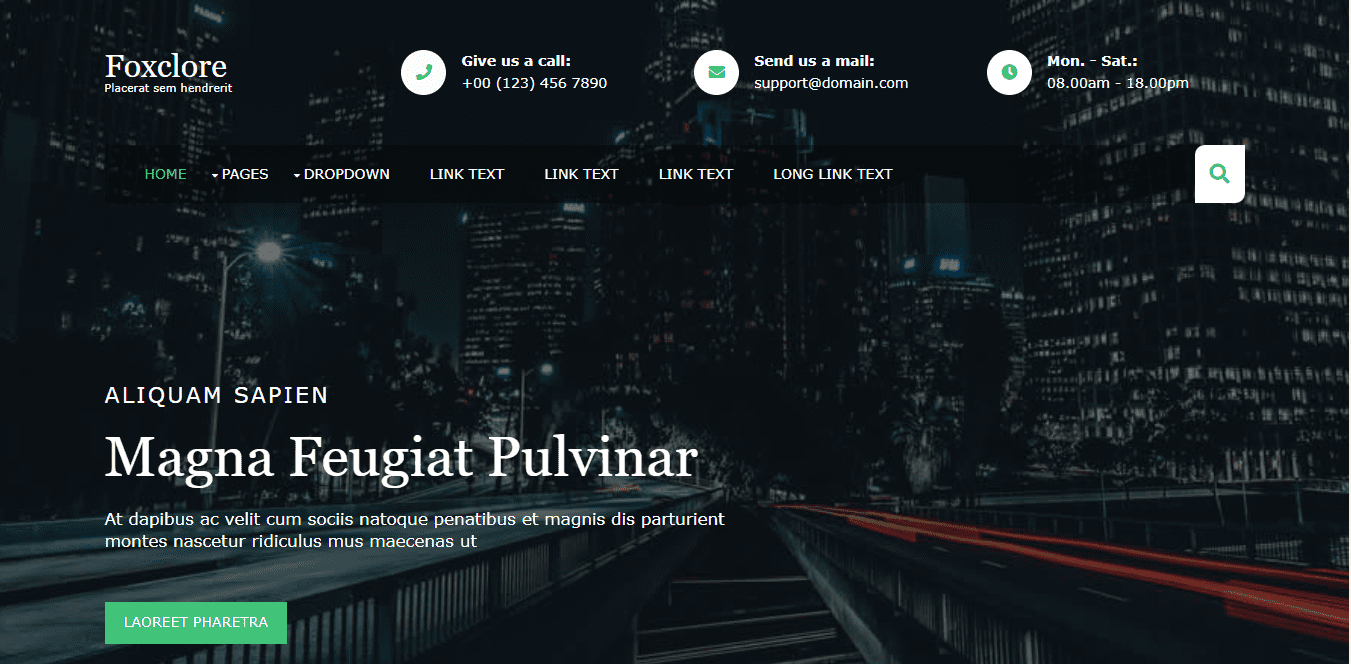 Foxclore
Placerat sem hendrerit
Give us a call:
+00 (123) 456 7890
Send us a mail:
support@domain.com
Mon. - Sat.:
08.00am - 18.00pm
HOME PAGES DROPDOWN LINK TEXT LINK TEXT LINK TEXT LONG LINK TEXT
ALIQUAM SAPIEN
Magna Feugiat Pulvinar
At dapibus ac velit cum sociis natoque penatibus et magnis dis parturient
montes nascetur ridiculus mus maecenas ut
LAOREET PHARETRA